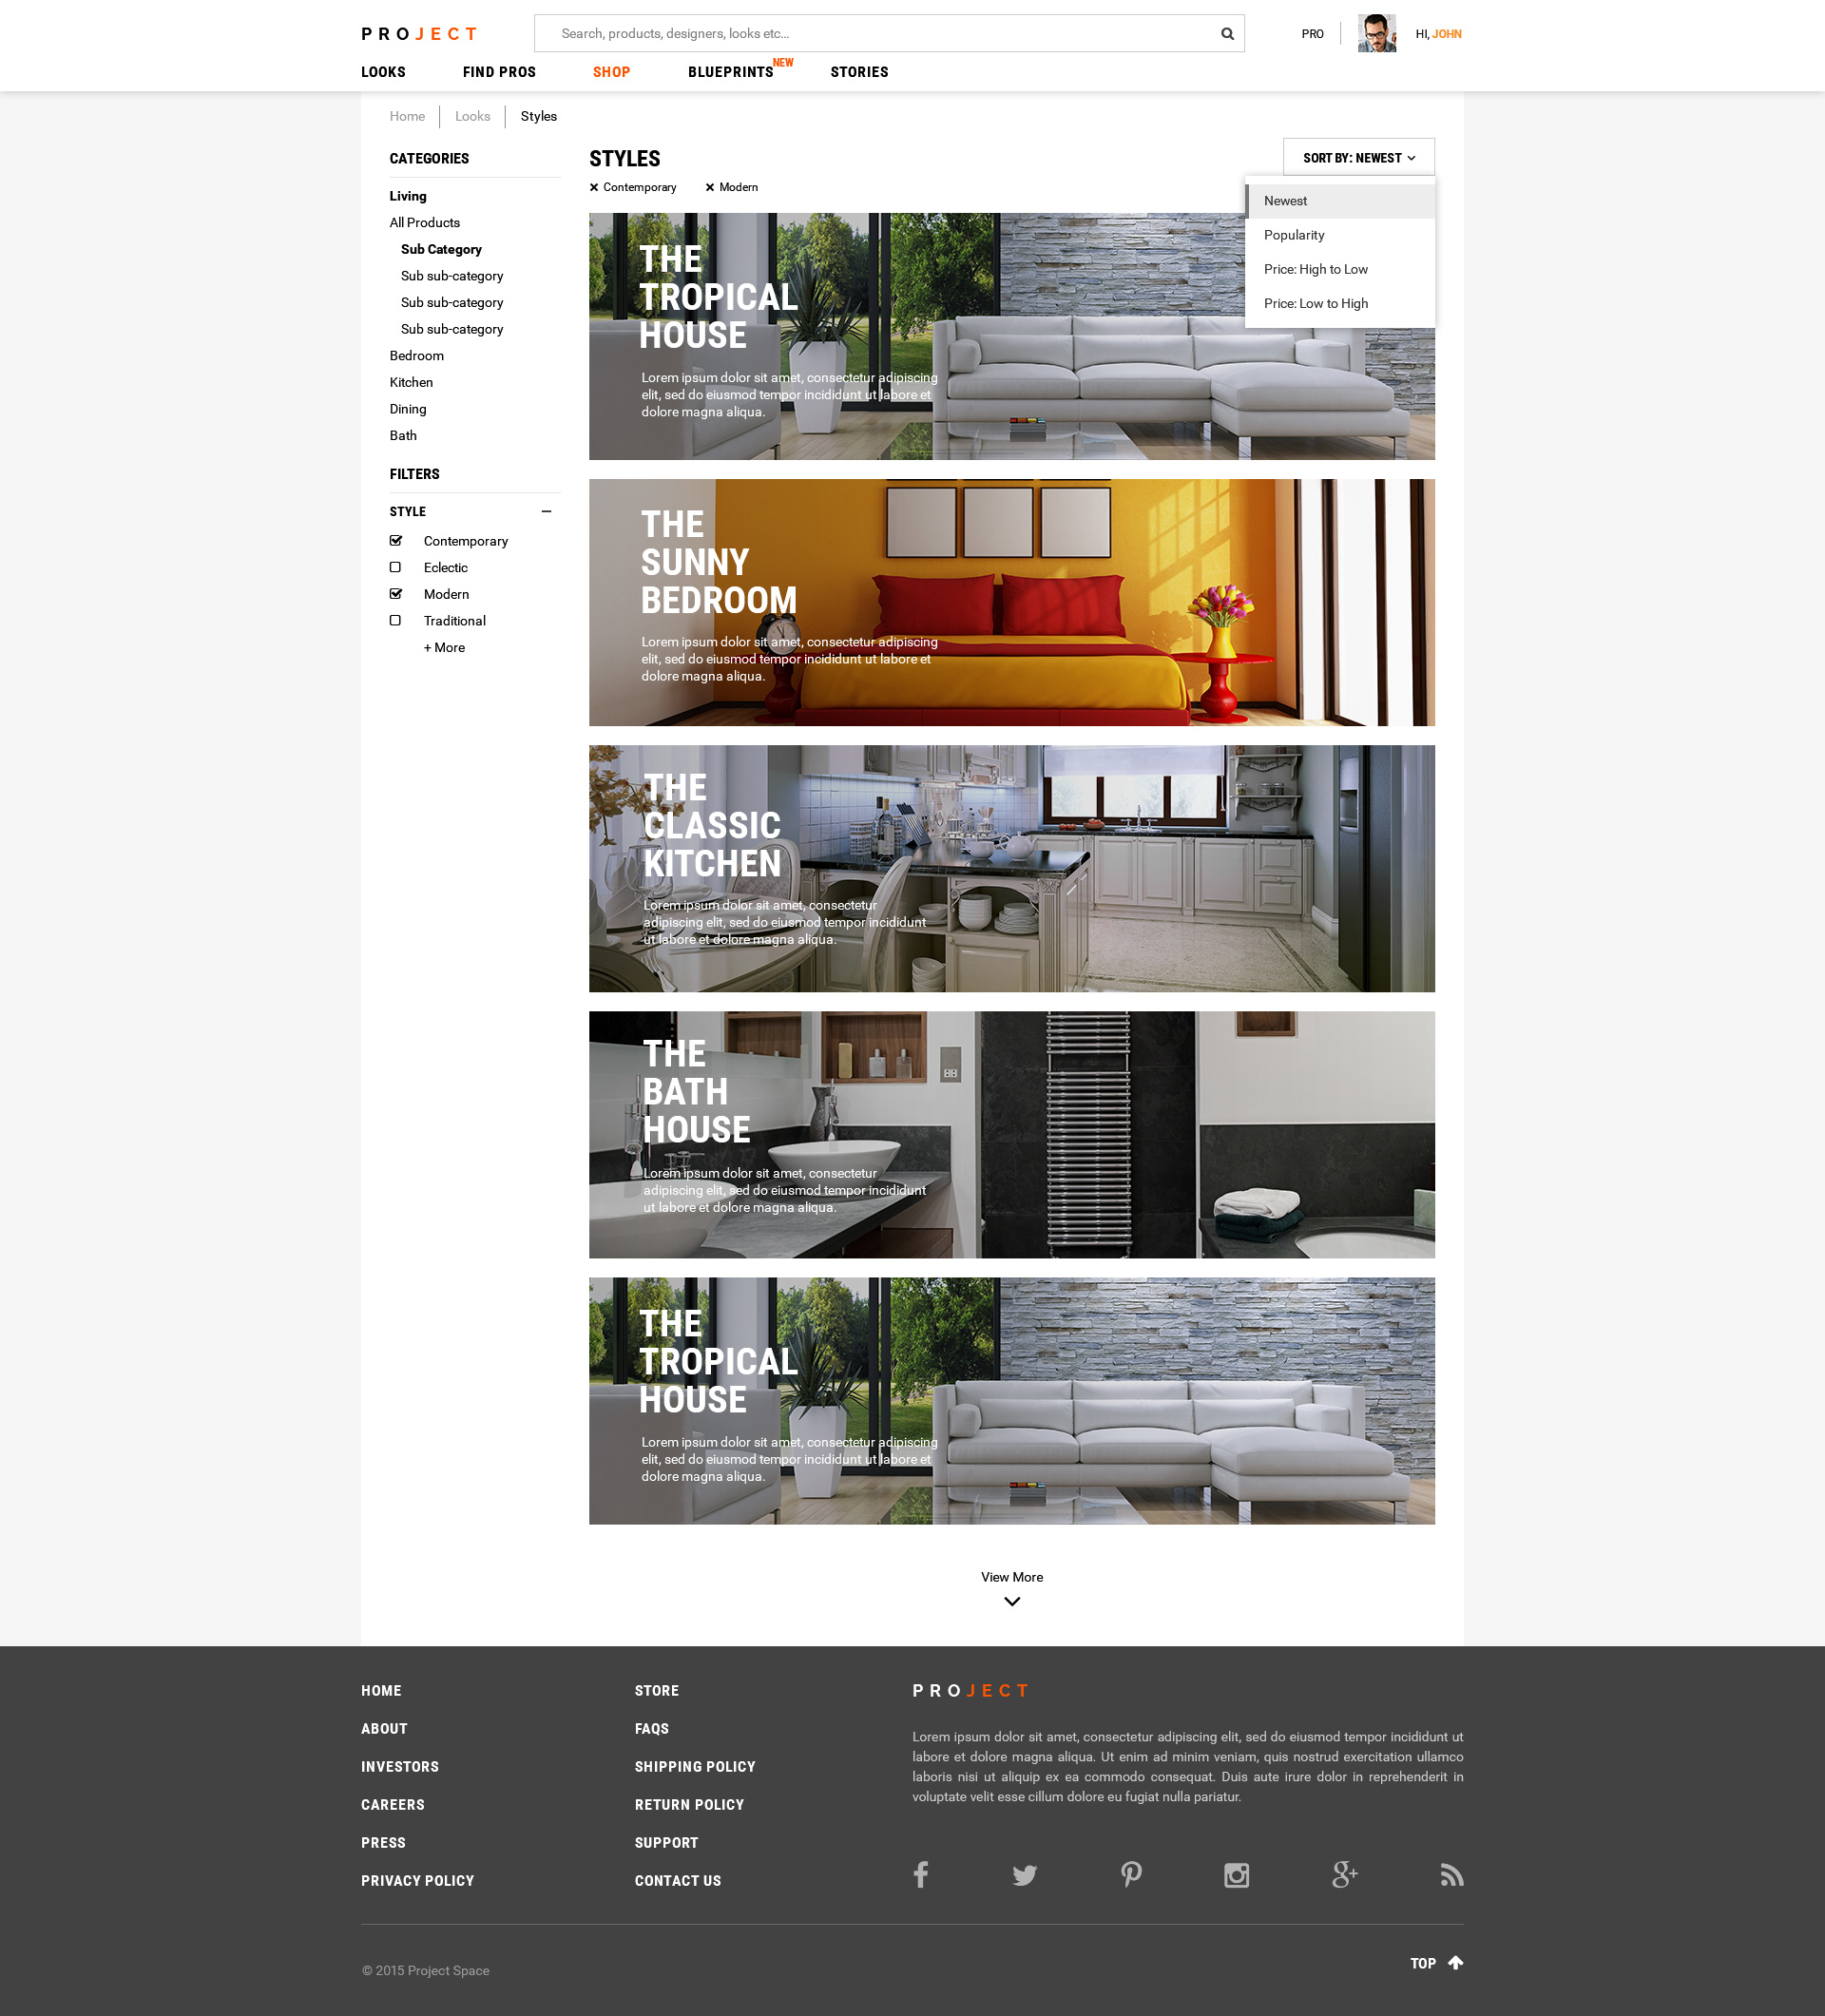 PROJECT
Search, products, designers, looks etc...
PRO
HI, JOHN
LOOKS
FIND PROS
SHOP
BLUEPRINTS
NEW
STORIES
Home
Looks
Styles
CATEGORIES
Living
All Products
Sub Category
Sub sub-category
Sub sub-category
Sub sub-category
Bedroom
Kitchen
Dining
Bath
FILTERS
STYLE
Contemporary
Eclectic
Modern
Traditional
+ More
STYLES
Contemporary
Modern
SORT BY: NEWEST
Newest
Popularity
Price: High to Low
Price: Low to High
THE
TROPICAL
HOUSE
Lorem ipsum dolor sit amet, consectetur adipiscing
elit, sed do eiusmod tempor incididunt ut labore et
dolore magna aliqua.
THE
SUNNY
BEDROOM
Lorem ipsum dolor sit amet, consectetur adipiscing
elit, sed do eiusmod tempor incididunt ut labore et
dolore magna aliqua.
THE
CLASSIC
KITCHEN
Lorem ipsum dolor sit amet, consectetur
adipiscing elit, sed do eiusmod tempor incididunt
ut labore et dolore magna aliqua.
THE
BATH
HOUSE
Lorem ipsum dolor sit amet, consectetur
adipiscing elit, sed do eiusmod tempor incididunt
ut labore et dolore magna aliqua.
THE
TROPICAL
HOUSE
Lorem ipsum dolor sit amet, consectetur adipiscing
elit, sed do eiusmod tempor incididunt ut labore et
dolore magna aliqua.
View More
HOME
ABOUT
INVESTORS
CAREERS
PRESS
PRIVACY POLICY
STORE
FAQS
SHIPPING POLICY
RETURN POLICY
SUPPORT
CONTACT US
PROJECT
Lorem ipsum dolor sit amet, consectetur adipiscing elit, sed do eiusmod tempor incididunt ut
labore et dolore magna aliqua. Ut enim ad minim veniam, quis nostrud exercitation ullamco
laboris nisi ut aliquip ex ea commodo consequat. Duis aute irure dolor in reprehenderit in
voluptate velit esse cillum dolore eu fugiat nulla pariatur.
© 2015 Project Space
TOP